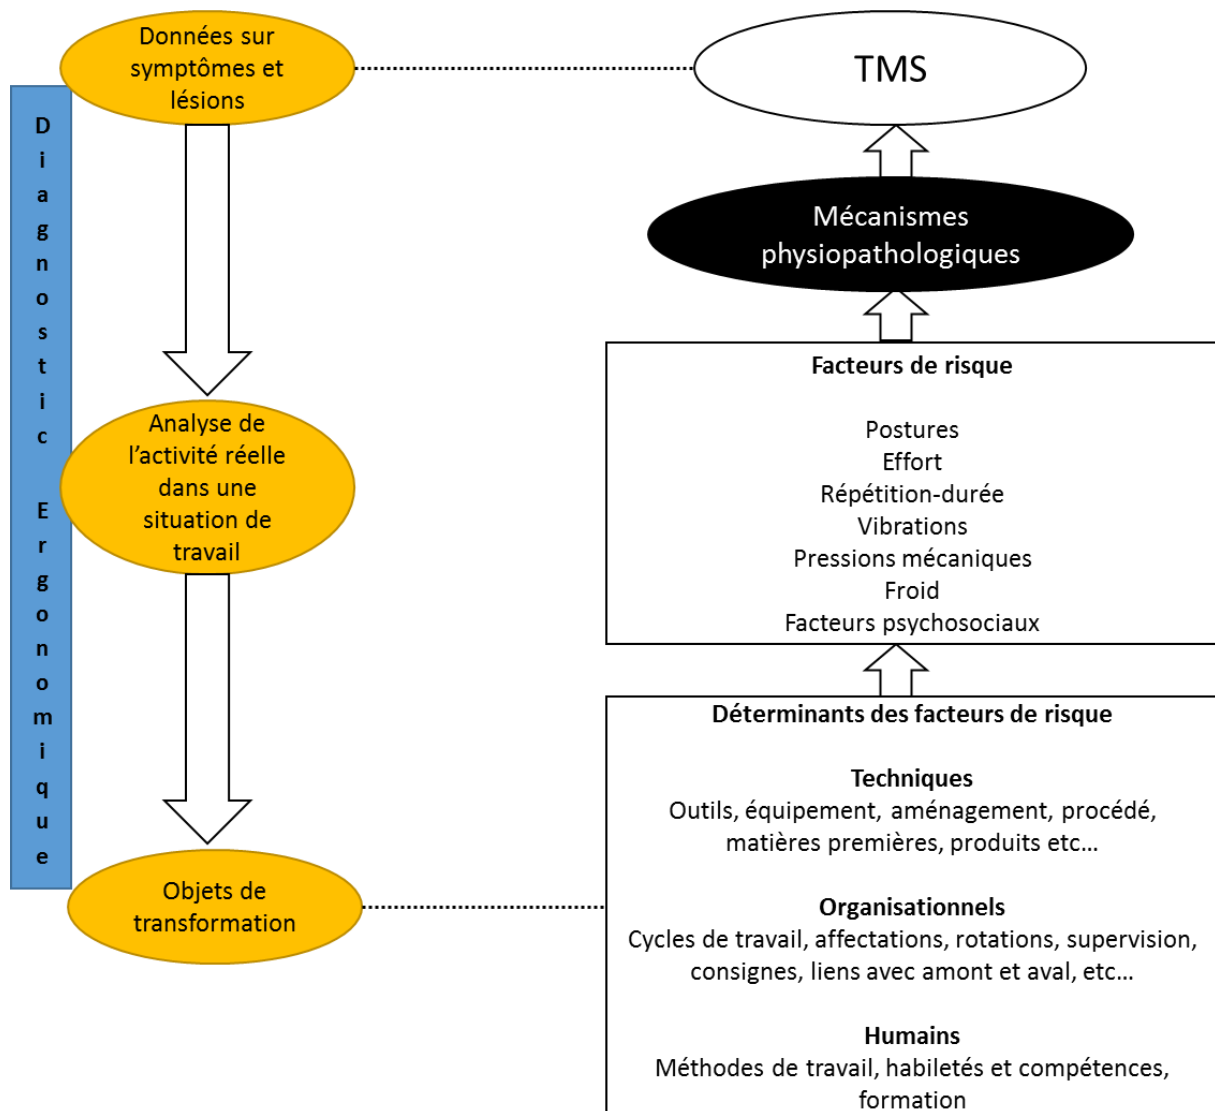 Données sur
symptômes et
lésions
TMS
Diagnostic Ergonomique
Mécanismes
physiopathologiques
Facteurs de risque
Postures
Effort
Répétition-durée
Vibrations
Pressions mécaniques
Froid
Facteurs psychosociaux
Analyse de
l’activité réelle
dans une
situation de
travail
Déterminants des facteurs de risque
Techniques
Outils, équipement, aménagement, procédé,
matières premières, produits etc…
Organisationnels
Cycles de travail, affectations, rotations, supervision,
consignes, liens avec amont et aval, etc…
Humains
Méthodes de travail, habiletés et compétences,
formation
Objets de
transformation